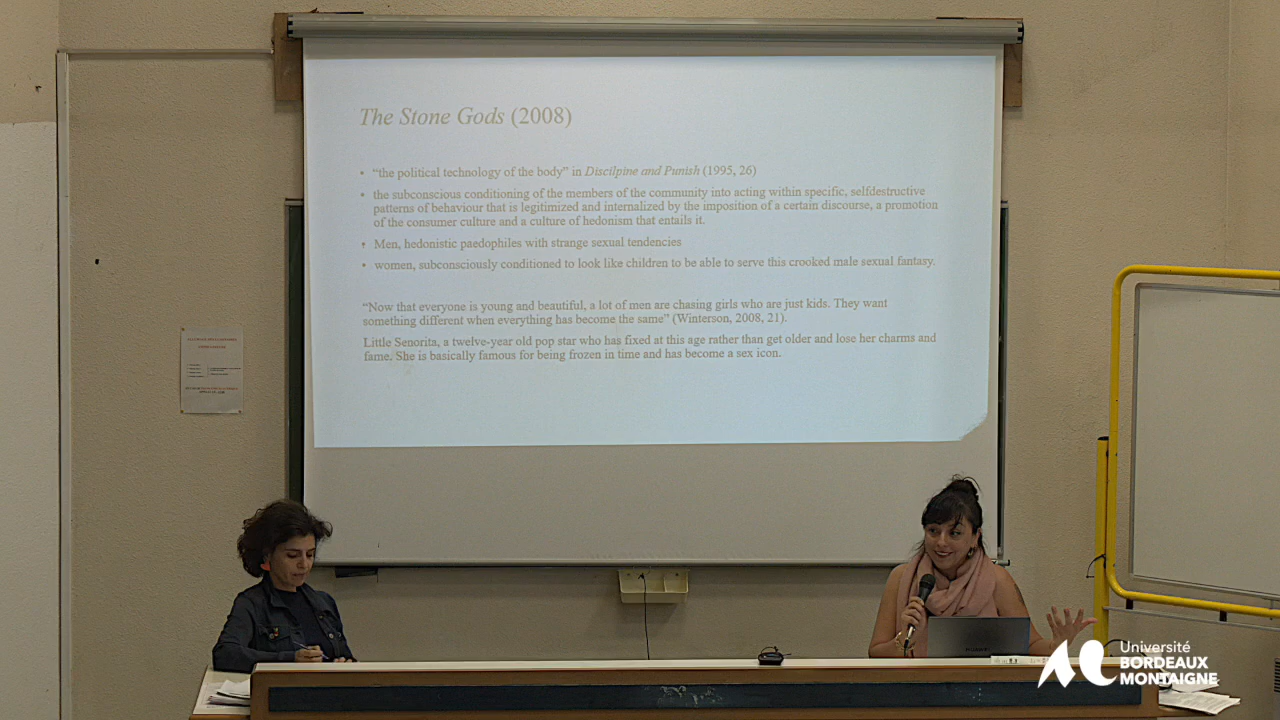 The Stone Gods (2008)
• “the political technology of the body” in Discilpine and Punish (1995, 26)
• the subconscious conditioning of the members of the community into acting within specific, selfdestructive
patterns of behaviour that is legitimized and internalized by the imposition of a certain discourse, a promotion
of the consumer culture and a culture of hedonism that entails it.
• Men, hedonistic paedophiles with strange sexual tendencies
• women, subsconsciously conditioned to look like children to be able to serve this crooked male sexual fantasy.
“Now that everyone is young and beautiful, a lot of men are chasing girls who are just kids. They want
something different when everything has become the same” (Winterson, 2008, 21).
Little Senorita, a twelve-year old pop star who has fixed at this age rather than get older and lose her charms and
fame. She is basically famous for being frozen in time and has become a sex icon.
Université
BORDEAUX
MONTAIGNE